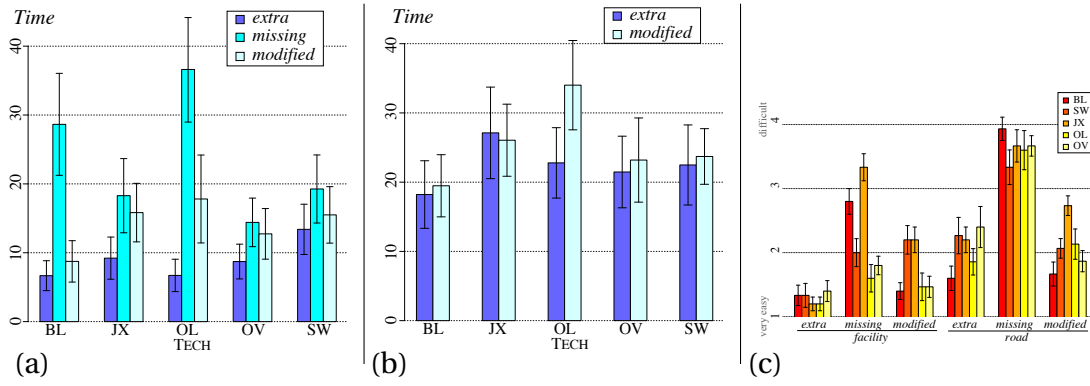 Time
extra
missing
modified
40
30
20
10
0
BL JX OL OV SW
TECH
(a)
Time
extra
modified
40
30
20
10
0
BL JX OL OV SW
TECH
(b)
difficult
very easy
4
3
2
1
BL
SW
JX
OL
OV
extra missing modified extra missing modified
facility road
(c)